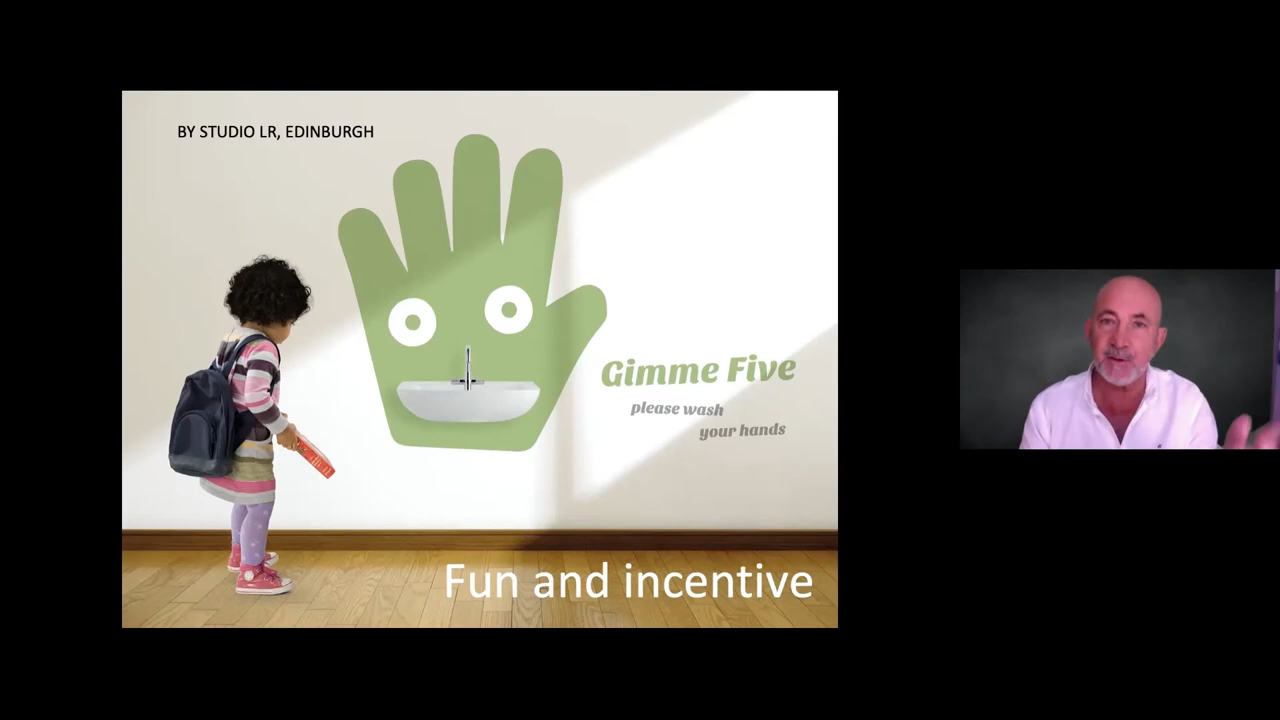 BY STUDIO LR, EDINBURGH
Gimme Five
please wash
your hands
Fun and incentive